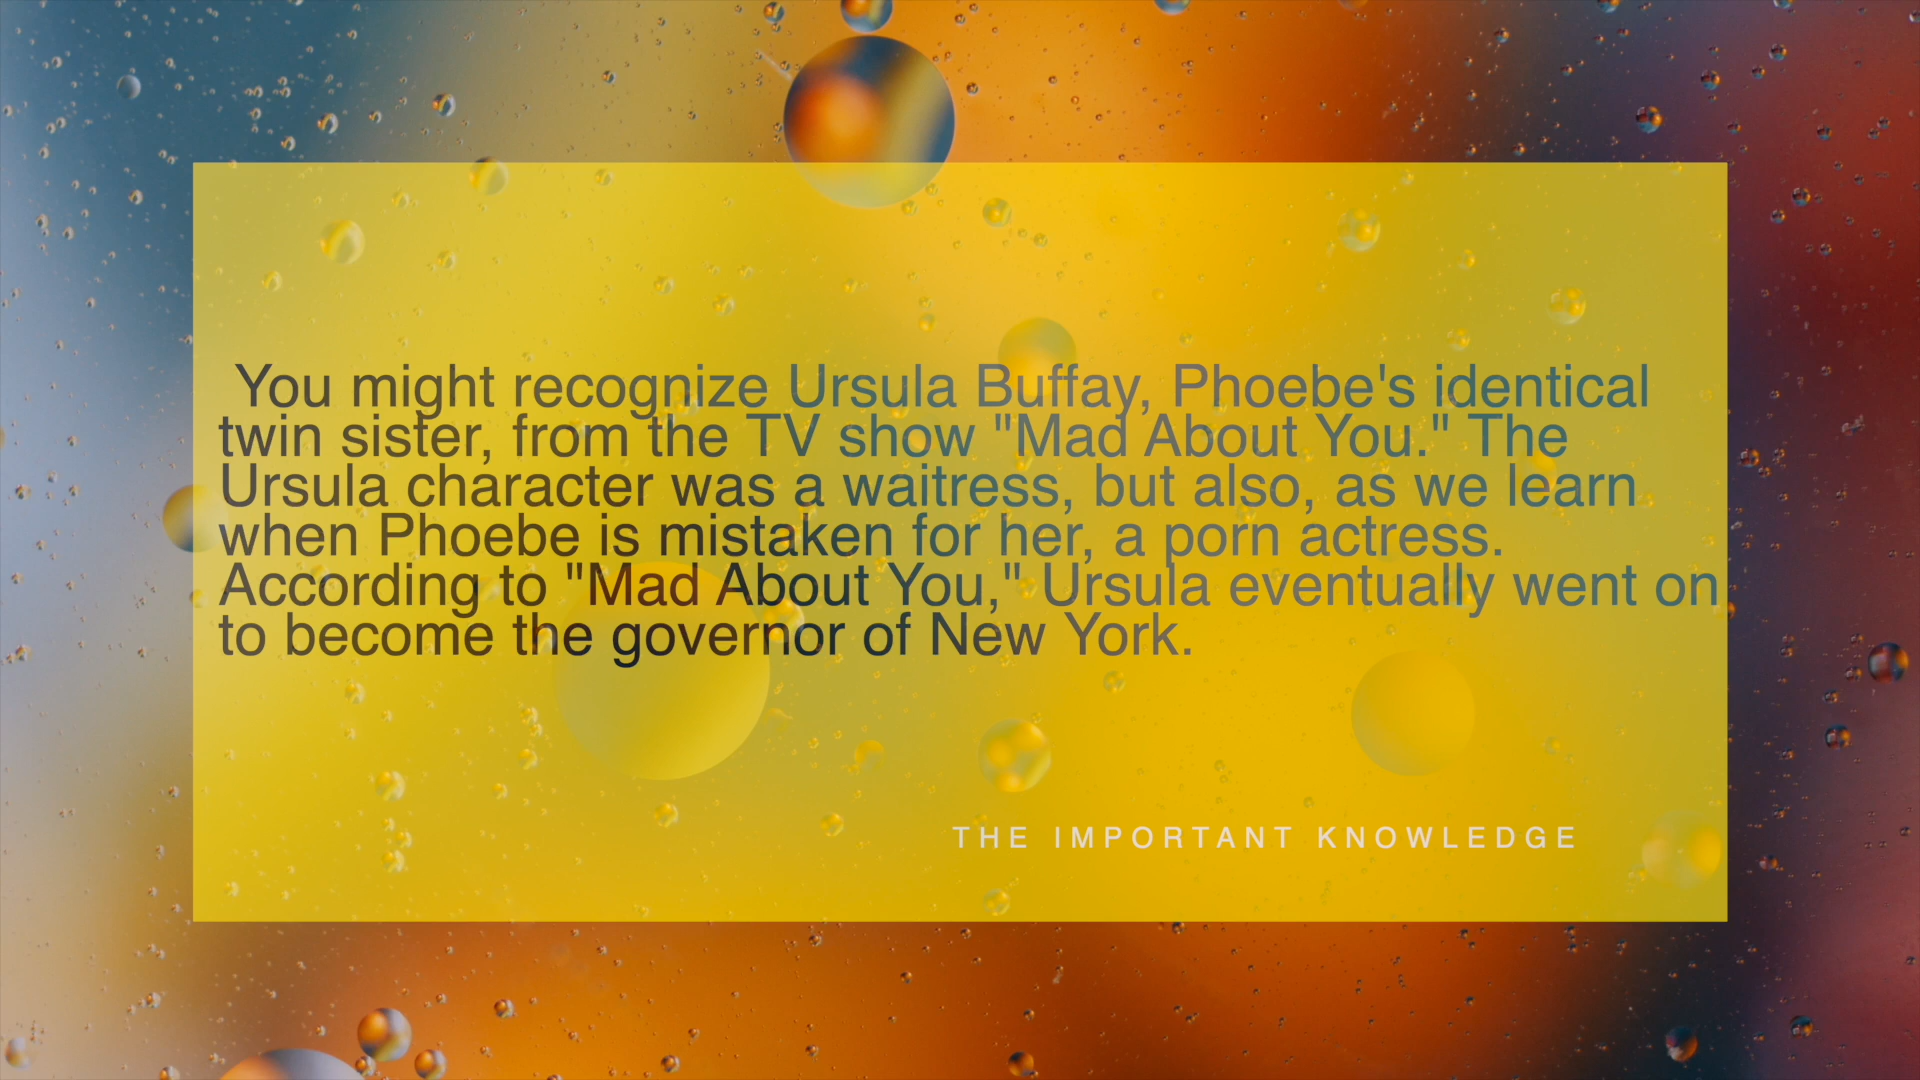 You might recognize Ursula Buffay, Phoebe's identical
twin sister, from the TV show "Mad About You." The
Ursula character was a waitress, but also, as we learn
when Phoebe is mistaken for her, a porn actress.
According to "Mad About You," Ursula eventually went on
to become the governor of New York.
THE IMPORTANT KNOWLEDGE